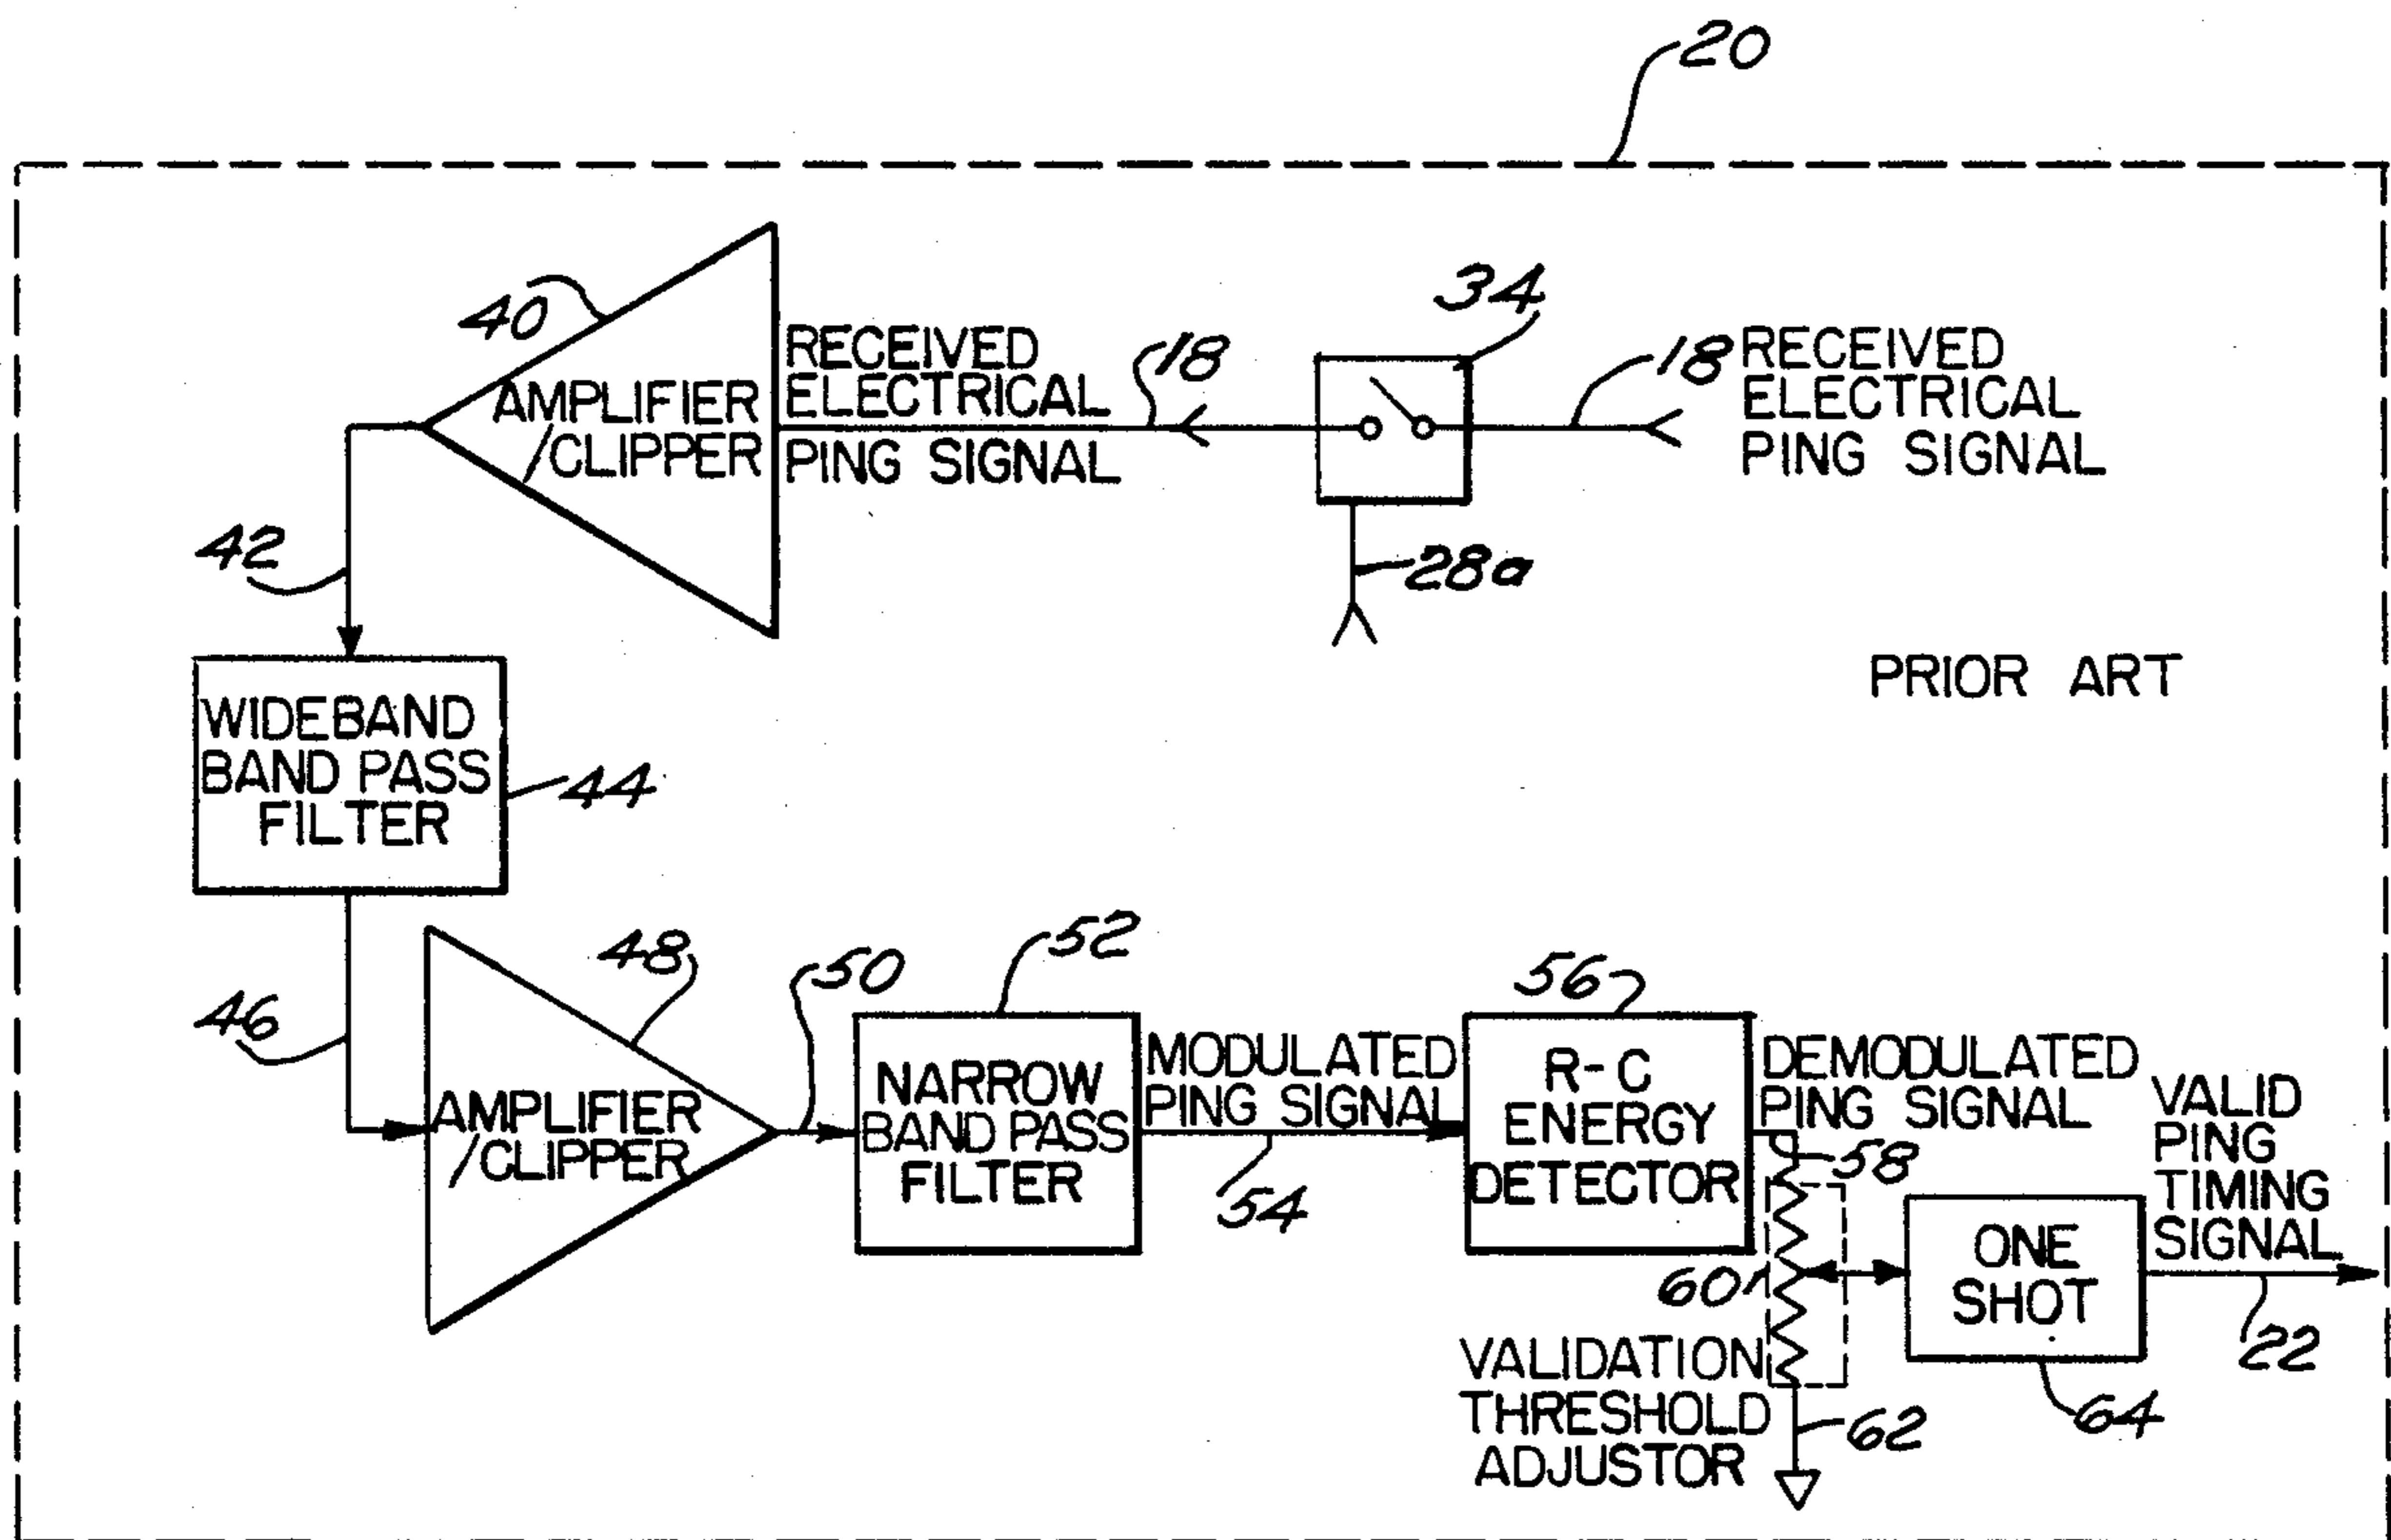 20
40
AMPLIFIER
/CLIPPER
RECEIVED
ELECTRICAL
PING SIGNAL
18
34
18
RECEIVED
ELECTRICAL
PING SIGNAL
28a
42
PRIOR ART
WIDEBAND
BAND PASS
FILTER
44
46
48
AMPLIFIER
/CLIPPER
50
52
NARROW
BAND PASS
FILTER
MODULATED
PING SIGNAL
54
56
R-C
ENERGY
DETECTOR
DEMODULATED
PING SIGNAL
58
60
VALIDATION
THRESHOLD
ADJUSTOR
62
ONE
SHOT
64
VALID
PING
TIMING
SIGNAL
22